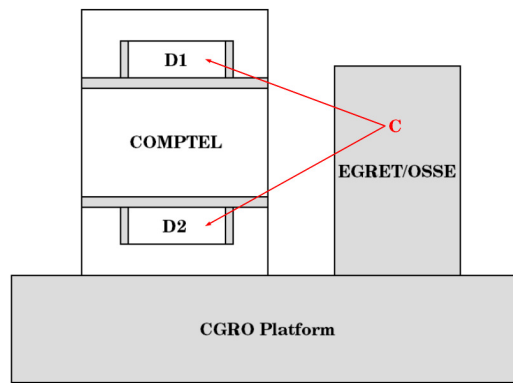 D1
C
COMPTEL
EGRET/OSSE
D2
CGRO Platform